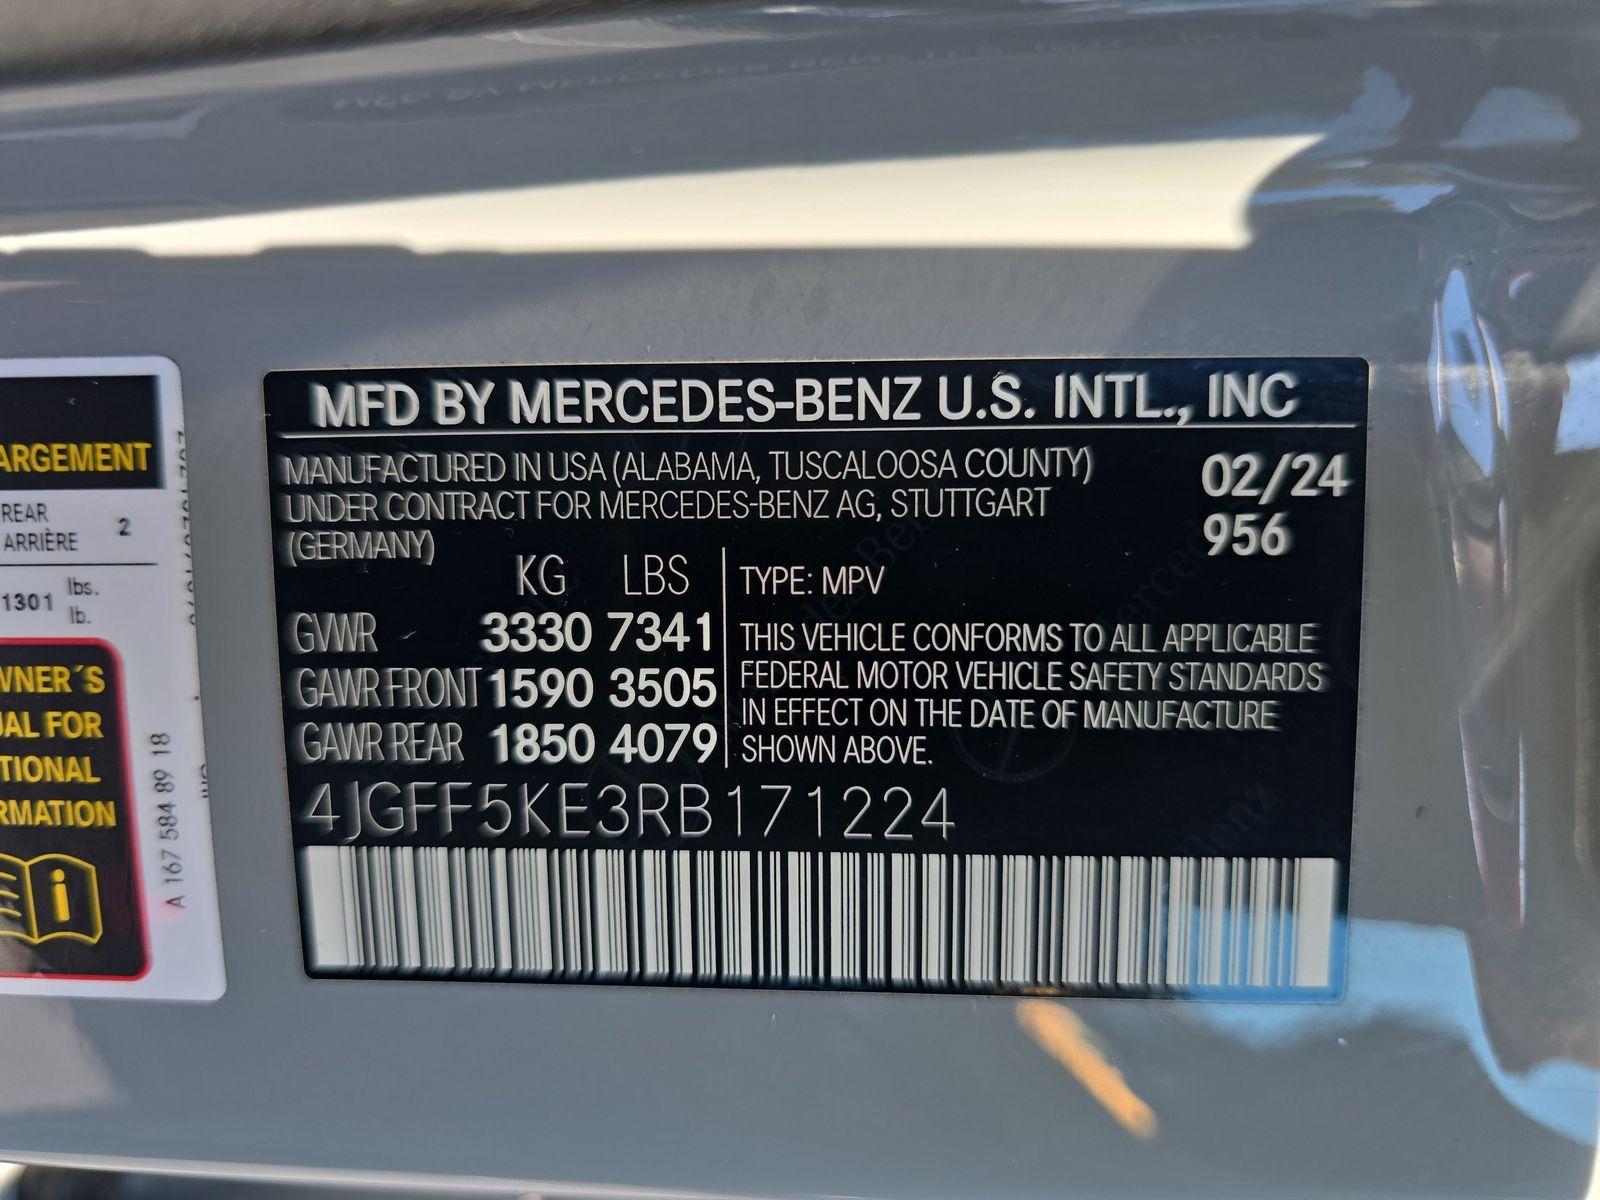 MFD BY MERCEDES-BENZ U.S. INTL., INC
MANUFACTURED IN USA (ALABAMA, TUSCALOOSA COUNTY)
UNDER CONTRACT FOR MERCEDES-BENZ AG, STUTTGART
(GERMANY)
02/24
956
KG LBS
GVWR 3330 7341
GAWR FRONT 1590 3505
GAWR REAR 1850 4079
TYPE: MPV
THIS VEHICLE CONFORMS TO ALL APPLICABLE
FEDERAL MOTOR VEHICLE SAFETY STANDARDS
IN EFFECT ON THE DATE OF MANUFACTURE
SHOWN ABOVE.
4JGFF5KE3RB171224
ARGEMENT
REAR
ARRIÈRE 2
1301 lbs.
lb.
WNER´S
UAL FOR
TIONAL
RMATION
A 167 584 89 18